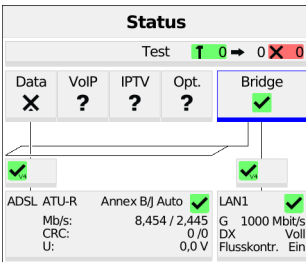 Status
Test 0 0 0
Data VoIP IPTV Opt. Bridge
? ? ?
V4 V4
ADSL ATU-R Annex B/J Auto
Mb/s: 8,454 / 2,445
CRC: 0 /0
U: 0,0 V
LAN1
G 1000 Mbit/s
DX Voll
Flusskontr. Ein